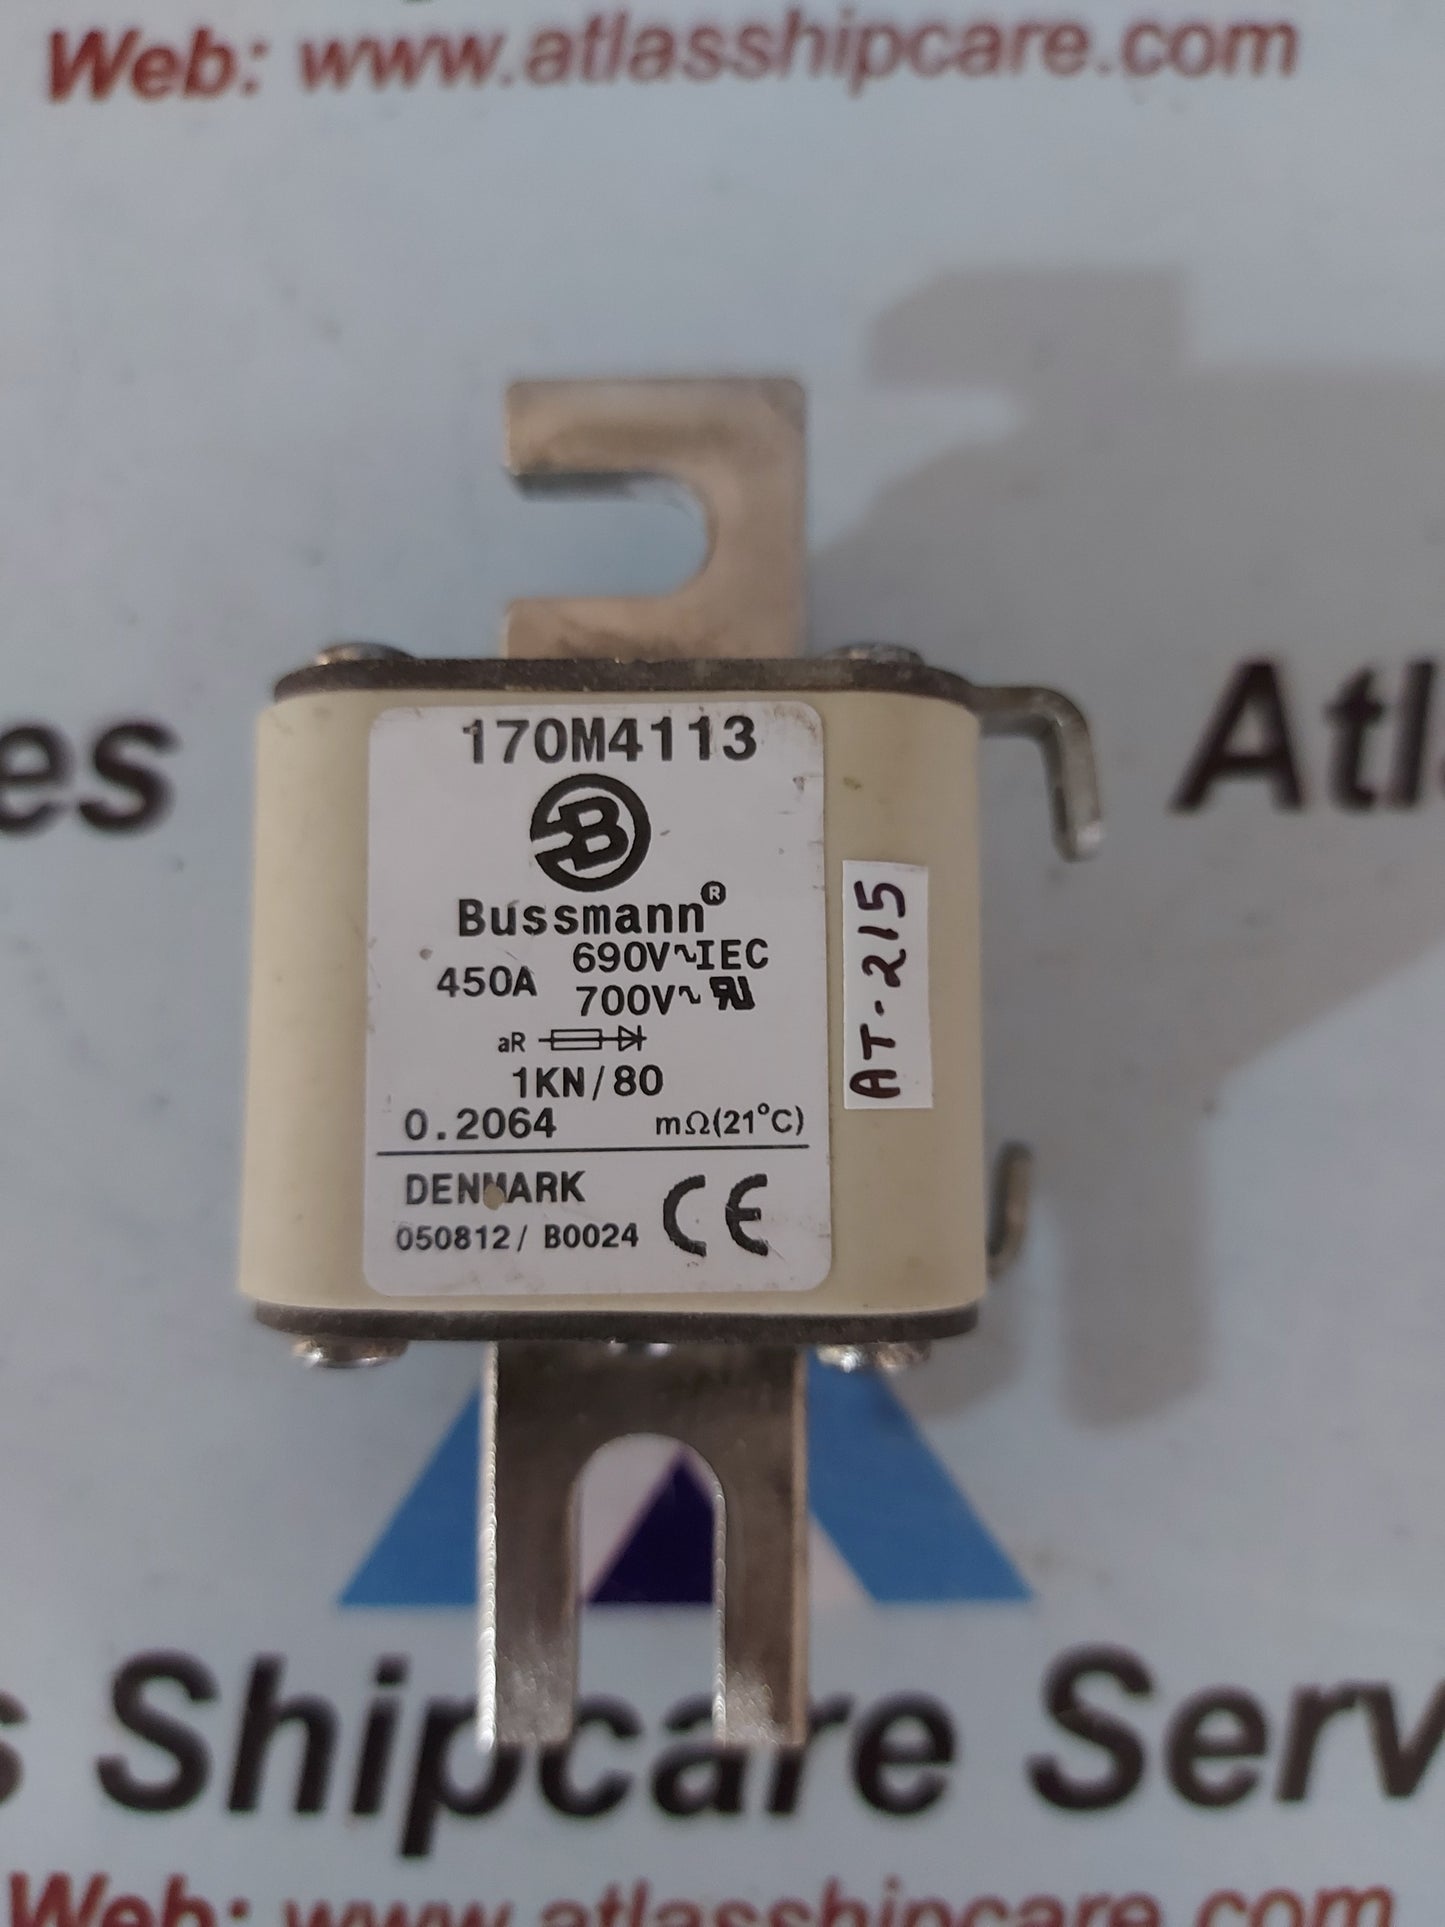 Web: www.atlasshipcare.com
es
Atl
170M4113
B
Bussmann®
450A 690V~IEC
700V~ RU
aR
1KN/80
0.2064 mΩ(21°C)
DENMARK
050812/ B0024 CE
AT-215
s Shipcare Serv
Web: www.atlasshipcare.com